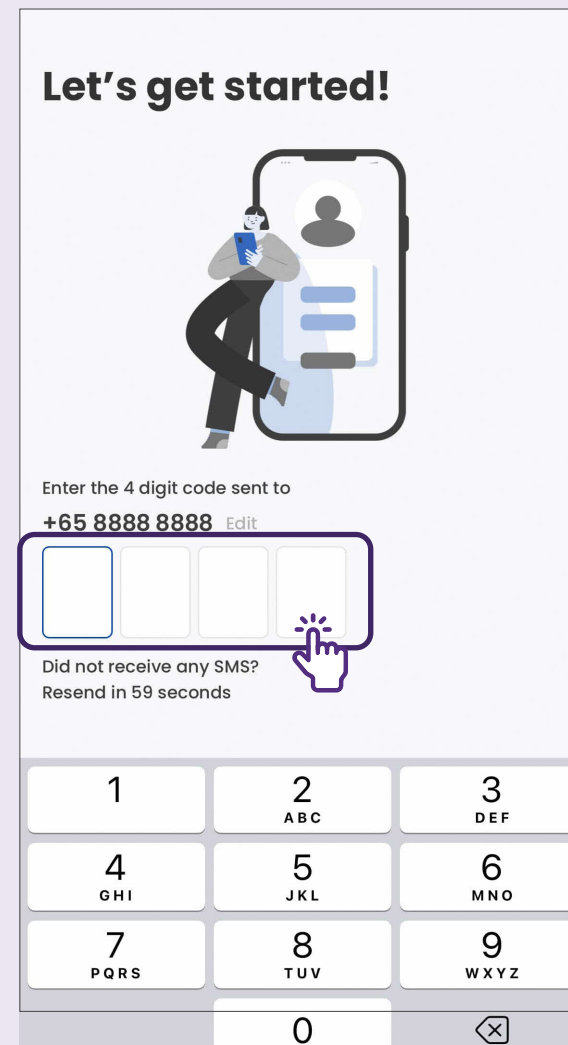 Let’s get started!
Enter the 4 digit code sent to
+65 8888 8888 Edit
Did not receive any SMS?
Resend in 59 seconds
1 2 3
ABC DEF
4 5 6
GHI JKL MNO
7 8 9
PQRS TUV WXYZ
0